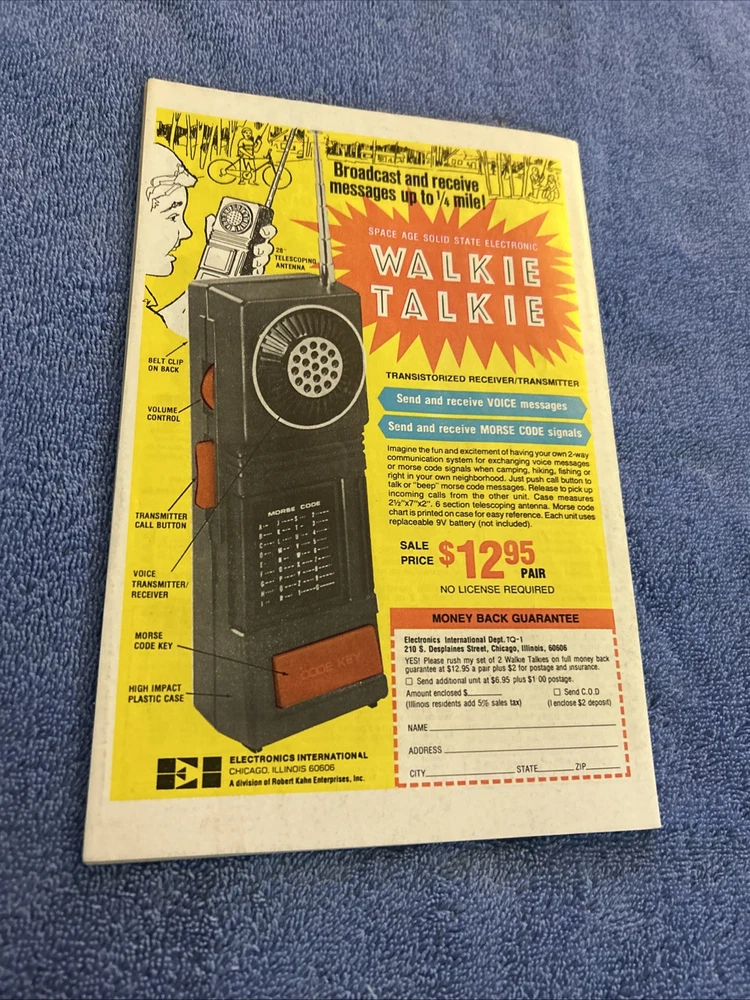 Broadcast and receive
messages up to 1/4 mile!
SPACE AGE SOLID STATE ELECTRONIC
WALKIE
TALKIE
28"
TELESCOPING
ANTENNA
BELT CLIP
ON BACK
VOLUME
CONTROL
TRANSMITTER
CALL BUTTON
VOICE
TRANSMITTER/
RECEIVER
MORSE
CODE KEY
HIGH IMPACT
PLASTIC CASE
MORSE CODE
CODE KEY
TRANSISTORIZED RECEIVER/TRANSMITTER
Send and receive VOICE messages
Send and receive MORSE CODE signals
Imagine the fun and excitement of having your own 2-way
communication system for exchanging voice messages
or morse code signals when camping, hiking, fishing or
right in your own neighborhood. Just push call button to
talk or "beep" morse code messages. Release to pick up
incoming calls from the other unit. Case measures
2½"x7"x2". 6 section telescoping antenna. Morse code
chart is printed on case for easy reference. Each unit uses
replaceable 9V battery (not included).
SALE
PRICE $1295
PAIR
NO LICENSE REQUIRED
MONEY BACK GUARANTEE
Electronics International Dept. TQ-1
210 S. Desplaines Street, Chicago, Illinois, 60606
YES! Please rush my set of 2 Walkie Talkies on full money back
guarantee at $12.95 a pair plus $2 for postage and insurance.
☐ Send additional unit at $6.95 plus $1.00 postage.
Amount enclosed $______ ☐ Send C.O.D
(Illinois residents add 5% sales tax) (I enclose $2 deposit)
NAME
ADDRESS
CITY STATE ZIP
EI
ELECTRONICS INTERNATIONAL
CHICAGO, ILLINOIS 60606
A division of Robert Kahn Enterprises, Inc.